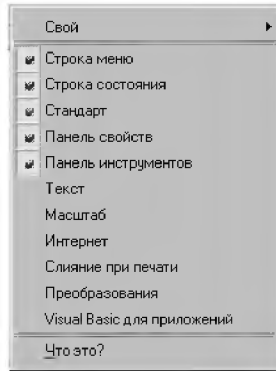 Свой
Строка меню
Строка состояния
Стандарт
Панель свойств
Панель инструментов
Текст
Масштаб
Интернет
Слияние при печати
Преобразования
Visual Basic для приложений
Что это?